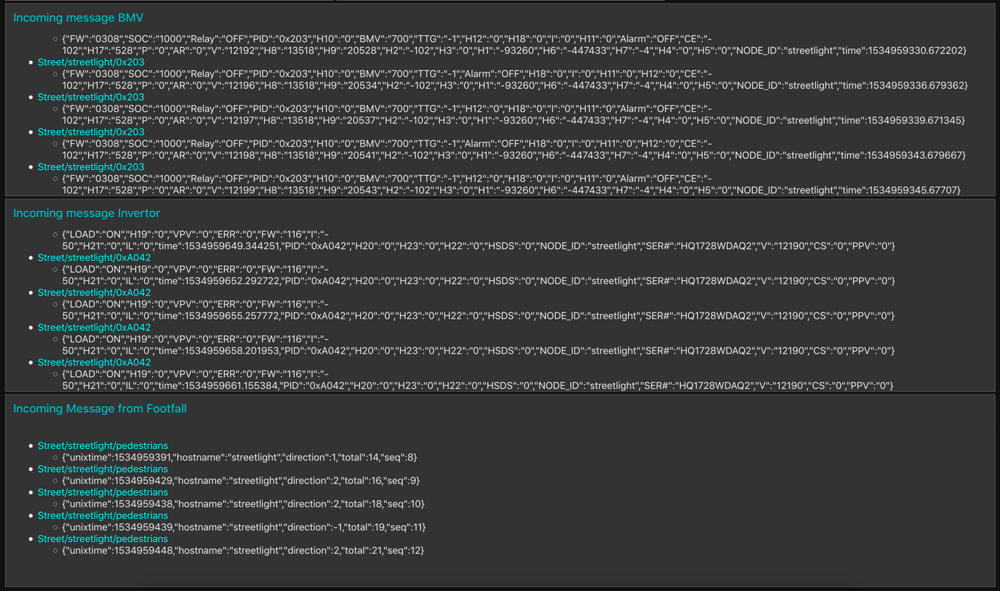 Incoming message BMV
{"FW":"0308","SOC":"1000","Relay":"OFF","PID":"0x203","H10":"0","BMV":"700","TTG":"-1","H12":"0","H18":"0","I":"0","H11":"0","Alarm":"OFF","CE":"-
102","H17":"528","P":"0","AR":"0","V":"12192","H8":"13518","H9":"20528","H2":"-102","H3":"0","H1":"-93260","H6":"-447433","H7":"-4","H4":"0","H5":"0","NODE_ID":"streetlight","time":1534959330.672202}
Street/streetlight/0x203
{"FW":"0308","SOC":"1000","Relay":"OFF","PID":"0x203","H10":"0","BMV":"700","TTG":"-1","Alarm":"OFF","H18":"0","I":"0","H11":"0","H12":"0","CE":"-
102","H17":"528","P":"0","AR":"0","V":"12196","H8":"13518","H9":"20534","H2":"-102","H3":"0","H1":"-93260","H6":"-447433","H7":"-4","H4":"0","H5":"0","NODE_ID":"streetlight","time":1534959336.679362}
Street/streetlight/0x203
{"FW":"0308","SOC":"1000","Relay":"OFF","PID":"0x203","H10":"0","BMV":"700","TTG":"-1","H12":"0","H18":"0","I":"0","H11":"0","Alarm":"OFF","CE":"-
102","H17":"528","P":"0","AR":"0","V":"12197","H8":"13518","H9":"20537","H2":"-102","H3":"0","H1":"-93260","H6":"-447433","H7":"-4","H4":"0","H5":"0","NODE_ID":"streetlight","time":1534959339.671345}
Street/streetlight/0x203
{"FW":"0308","SOC":"1000","Relay":"OFF","PID":"0x203","H10":"0","BMV":"700","TTG":"-1","Alarm":"OFF","H18":"0","I":"0","H11":"0","H12":"0","CE":"-
102","H17":"528","P":"0","AR":"0","V":"12198","H8":"13518","H9":"20541","H2":"-102","H3":"0","H1":"-93260","H6":"-447433","H7":"-4","H4":"0","H5":"0","NODE_ID":"streetlight","time":1534959343.679667}
Street/streetlight/0x203
{"FW":"0308","SOC":"1000","Relay":"OFF","PID":"0x203","H10":"0","BMV":"700","TTG":"-1","H12":"0","H18":"0","I":"0","H11":"0","Alarm":"OFF","CE":"-
102","H17":"528","P":"0","AR":"0","V":"12199","H8":"13518","H9":"20543","H2":"-102","H3":"0","H1":"-93260","H6":"-447433","H7":"-4","H4":"0","H5":"0","NODE_ID":"streetlight","time":1534959345.67707}
Incoming message Invertor
{"LOAD":"ON","H19":"0","VPV":"0","ERR":"0","FW":"116","I":"-
50","H21":"0","IL":"0","time":1534959649.344251,"PID":"0xA042","H20":"0","H23":"0","H22":"0","HSDS":"0","NODE_ID":"streetlight","SER#":"HQ1728WDAQ2","V":"12190","CS":"0","PPV":"0"}
Street/streetlight/0xA042
{"LOAD":"ON","H19":"0","VPV":"0","ERR":"0","FW":"116","I":"-
50","H21":"0","IL":"0","time":1534959652.292722,"PID":"0xA042","H20":"0","H23":"0","H22":"0","HSDS":"0","NODE_ID":"streetlight","SER#":"HQ1728WDAQ2","V":"12190","CS":"0","PPV":"0"}
Street/streetlight/0xA042
{"LOAD":"ON","H19":"0","VPV":"0","ERR":"0","FW":"116","I":"-
50","H21":"0","IL":"0","time":1534959655.257772,"PID":"0xA042","H20":"0","H23":"0","H22":"0","HSDS":"0","NODE_ID":"streetlight","SER#":"HQ1728WDAQ2","V":"12190","CS":"0","PPV":"0"}
Street/streetlight/0xA042
{"LOAD":"ON","H19":"0","VPV":"0","ERR":"0","FW":"116","I":"-
50","H21":"0","IL":"0","time":1534959658.201953,"PID":"0xA042","H20":"0","H23":"0","H22":"0","HSDS":"0","NODE_ID":"streetlight","SER#":"HQ1728WDAQ2","V":"12190","CS":"0","PPV":"0"}
Street/streetlight/0xA042
{"LOAD":"ON","H19":"0","VPV":"0","ERR":"0","FW":"116","I":"-
50","H21":"0","IL":"0","time":1534959661.155384,"PID":"0xA042","H20":"0","H23":"0","H22":"0","HSDS":"0","NODE_ID":"streetlight","SER#":"HQ1728WDAQ2","V":"12190","CS":"0","PPV":"0"}
Incoming Message from Footfall
Street/streetlight/pedestrians
{"unixtime":1534959391,"hostname":"streetlight","direction":1,"total":14,"seq":8}
Street/streetlight/pedestrians
{"unixtime":1534959429,"hostname":"streetlight","direction":2,"total":16,"seq":9}
Street/streetlight/pedestrians
{"unixtime":1534959438,"hostname":"streetlight","direction":2,"total":18,"seq":10}
Street/streetlight/pedestrians
{"unixtime":1534959439,"hostname":"streetlight","direction":-1,"total":19,"seq":11}
Street/streetlight/pedestrians
{"unixtime":1534959448,"hostname":"streetlight","direction":2,"total":21,"seq":12}